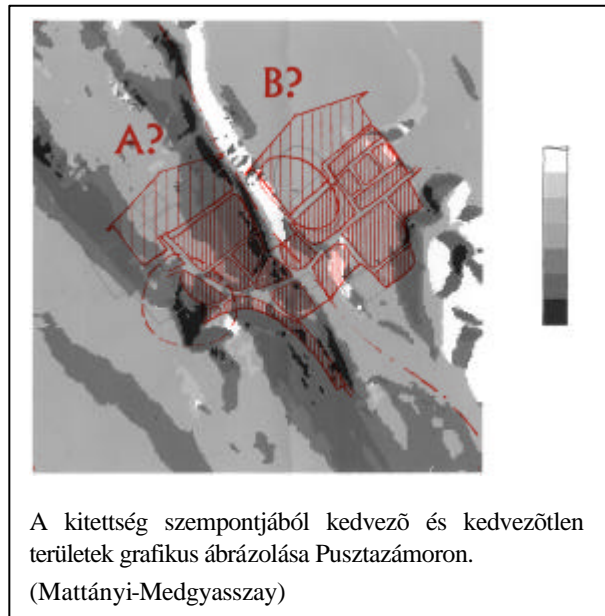 A?
B?
A kitettség szempontjából kedvezõ és kedvezõtlen
területek grafikus ábrázolása Pusztazámoron.
(Mattányi-Medgyasszay)